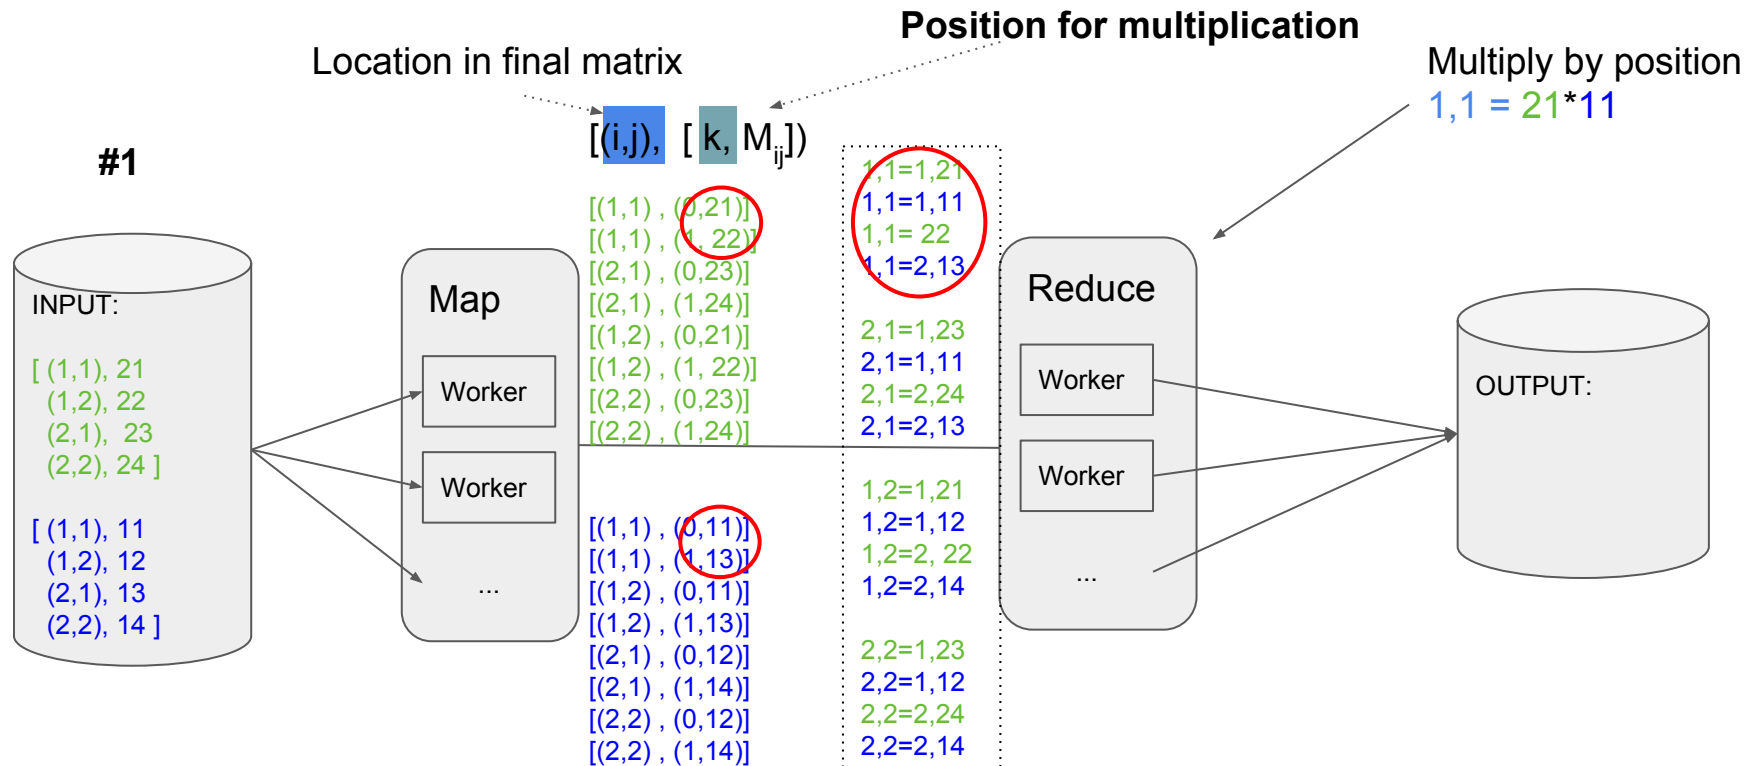 Position for multiplication
Location in final matrix
Multiply by position
1,1 = 21*11
[(i,j), [ k, Mij])
#1
INPUT:
[ (1,1), 21
(1,2), 22
(2,1), 23
(2,2), 24 ]
[ (1,1), 11
(1,2), 12
(2,1), 13
(2,2), 14 ]
Map
Worker
Worker
...
[(1,1) , (0,21)]
[(1,1) , (1, 22)]
[(2,1) , (0,23)]
[(2,1) , (1,24)]
[(1,2) , (0,21)]
[(1,2) , (1, 22)]
[(2,2) , (0,23)]
[(2,2) , (1,24)]
[(1,1) , (0,11)]
[(1,1) , (1,13)]
[(1,2) , (0,11)]
[(1,2) , (1,13)]
[(2,1) , (0,12)]
[(2,1) , (1,14)]
[(2,2) , (0,12)]
[(2,2) , (1,14)]
1,1=1,21
1,1=1,11
1,1= 22
1,1=2,13
2,1=1,23
2,1=1,11
2,1=2,24
2,1=2,13
1,2=1,21
1,2=1,12
1,2=2, 22
1,2=2,14
2,2=1,23
2,2=1,12
2,2=2,24
2,2=2,14
Reduce
Worker
Worker
...
OUTPUT: